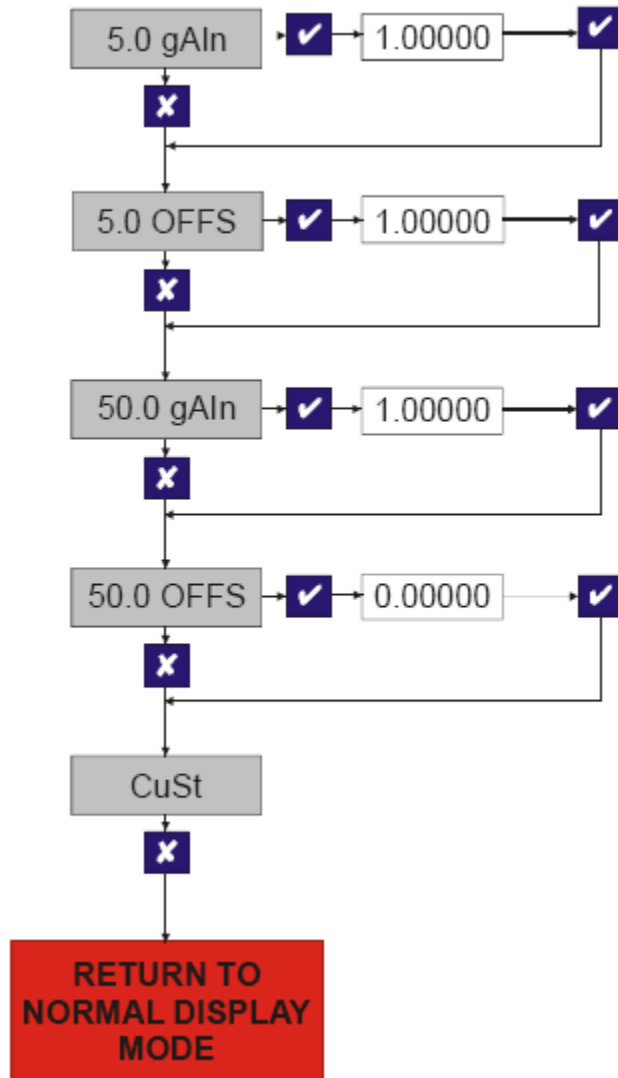 5.0 gAIn ✔ 1.00000 ✔
✘
5.0 OFFS ✔ 1.00000 ✔
✘
50.0 gAIn ✔ 1.00000 ✔
✘
50.0 OFFS ✔ 0.00000 ✔
✘
CuSt
✘
RETURN TO
NORMAL DISPLAY
MODE